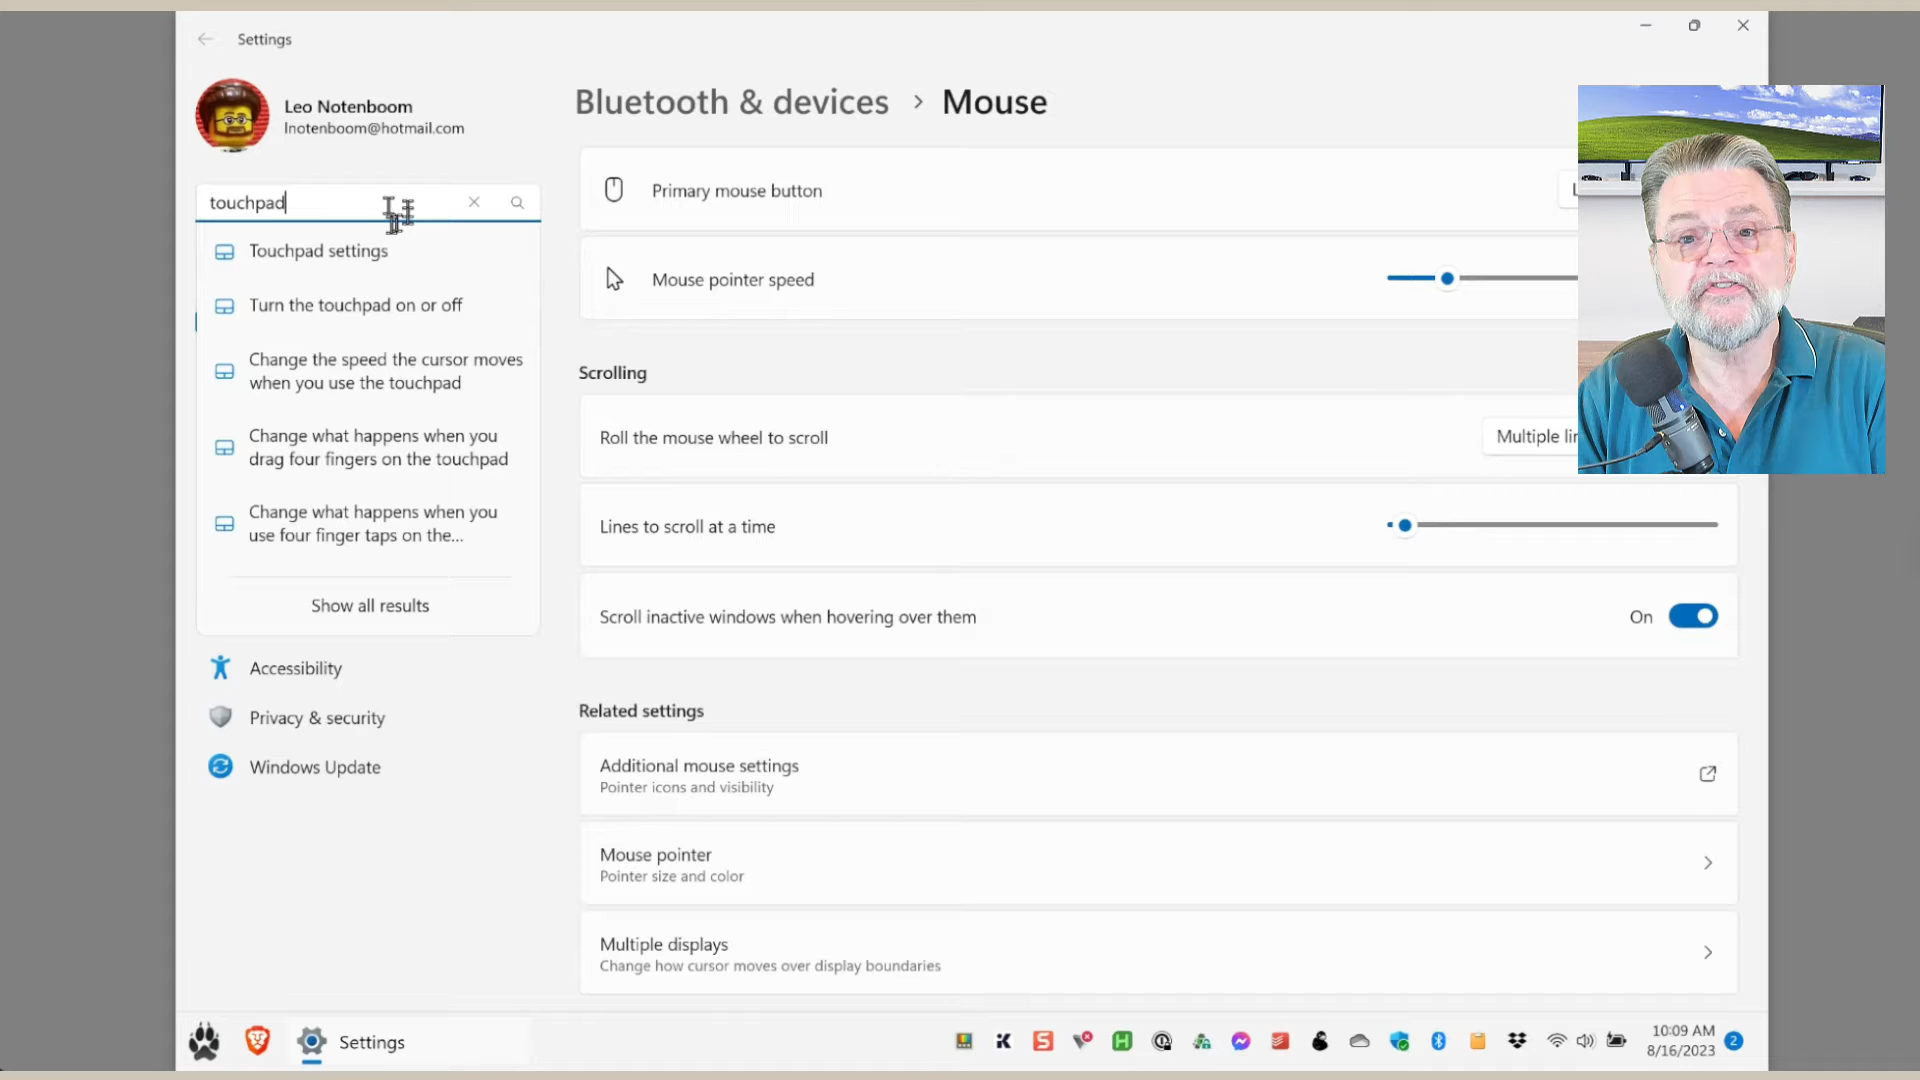 Settings
Leo Notenboom
lnotenboom@hotmail.com
touchpad
Touchpad settings
Turn the touchpad on or off
Change the speed the cursor moves
when you use the touchpad
Change what happens when you
drag four fingers on the touchpad
Change what happens when you
use four finger taps on the...
Show all results
Accessibility
Privacy & security
Windows Update
Bluetooth & devices > Mouse
Primary mouse button
Mouse pointer speed
Scrolling
Roll the mouse wheel to scroll
Multiple
Lines to scroll at a time
Scroll inactive windows when hovering over them
On
Related settings
Additional mouse settings
Pointer icons and visibility
Mouse pointer
Pointer size and color
Multiple displays
Change how cursor moves over display boundaries
Settings
10:09 AM
8/16/2023
2